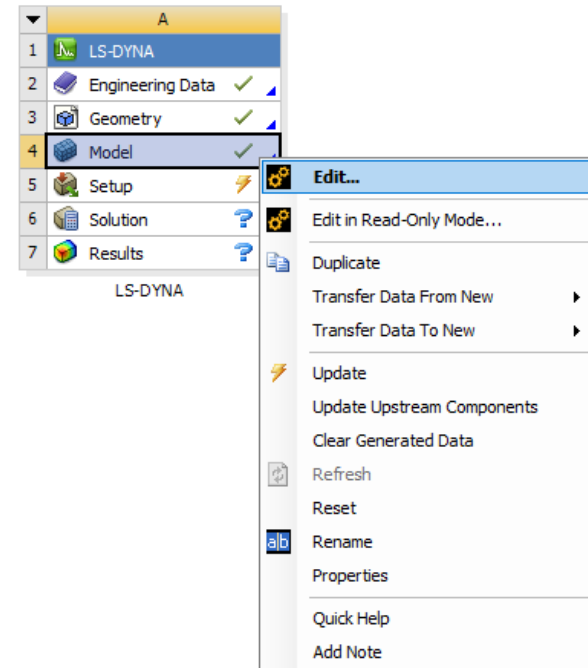 A
1 LS-DYNA
2 Engineering Data
3 Geometry
4 Model
5 Setup
6 Solution
7 Results
LS-DYNA
Edit...
Edit in Read-Only Mode...
Duplicate
Transfer Data From New
Transfer Data To New
Update
Update Upstream Components
Clear Generated Data
Refresh
Reset
a|b Rename
Properties
Quick Help
Add Note